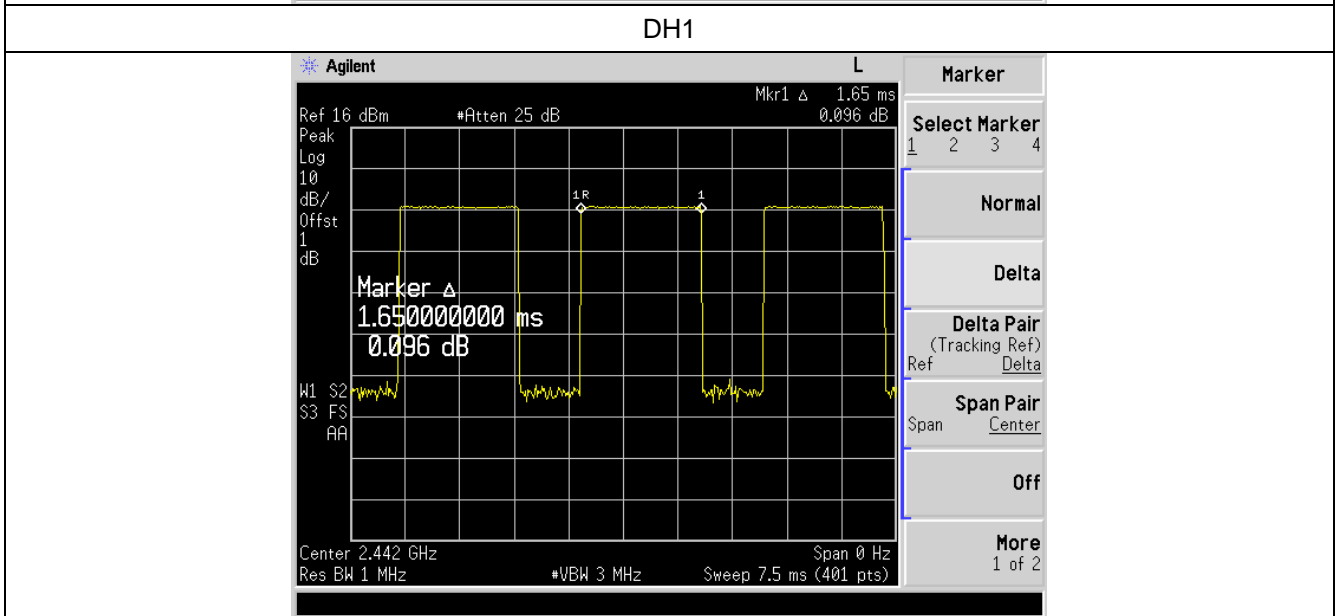 DH1
Agilent
L
Marker
Mkr1 Δ 1.65 ms
Ref 16 dBm
#Atten 25 dB
0.096 dB
Peak
Log
10
dB/
Offst
1
dB
1R
1
Marker Δ
1.650000000 ms
0.096 dB
W1 S2
S3 FS
AA
Center 2.442 GHz
Span 0 Hz
Res BW 1 MHz
#VBW 3 MHz
Sweep 7.5 ms (401 pts)
Select Marker
1 2 3 4
Normal
Delta
Delta Pair
(Tracking Ref)
Ref Delta
Span Pair
Span Center
Off
More
1 of 2